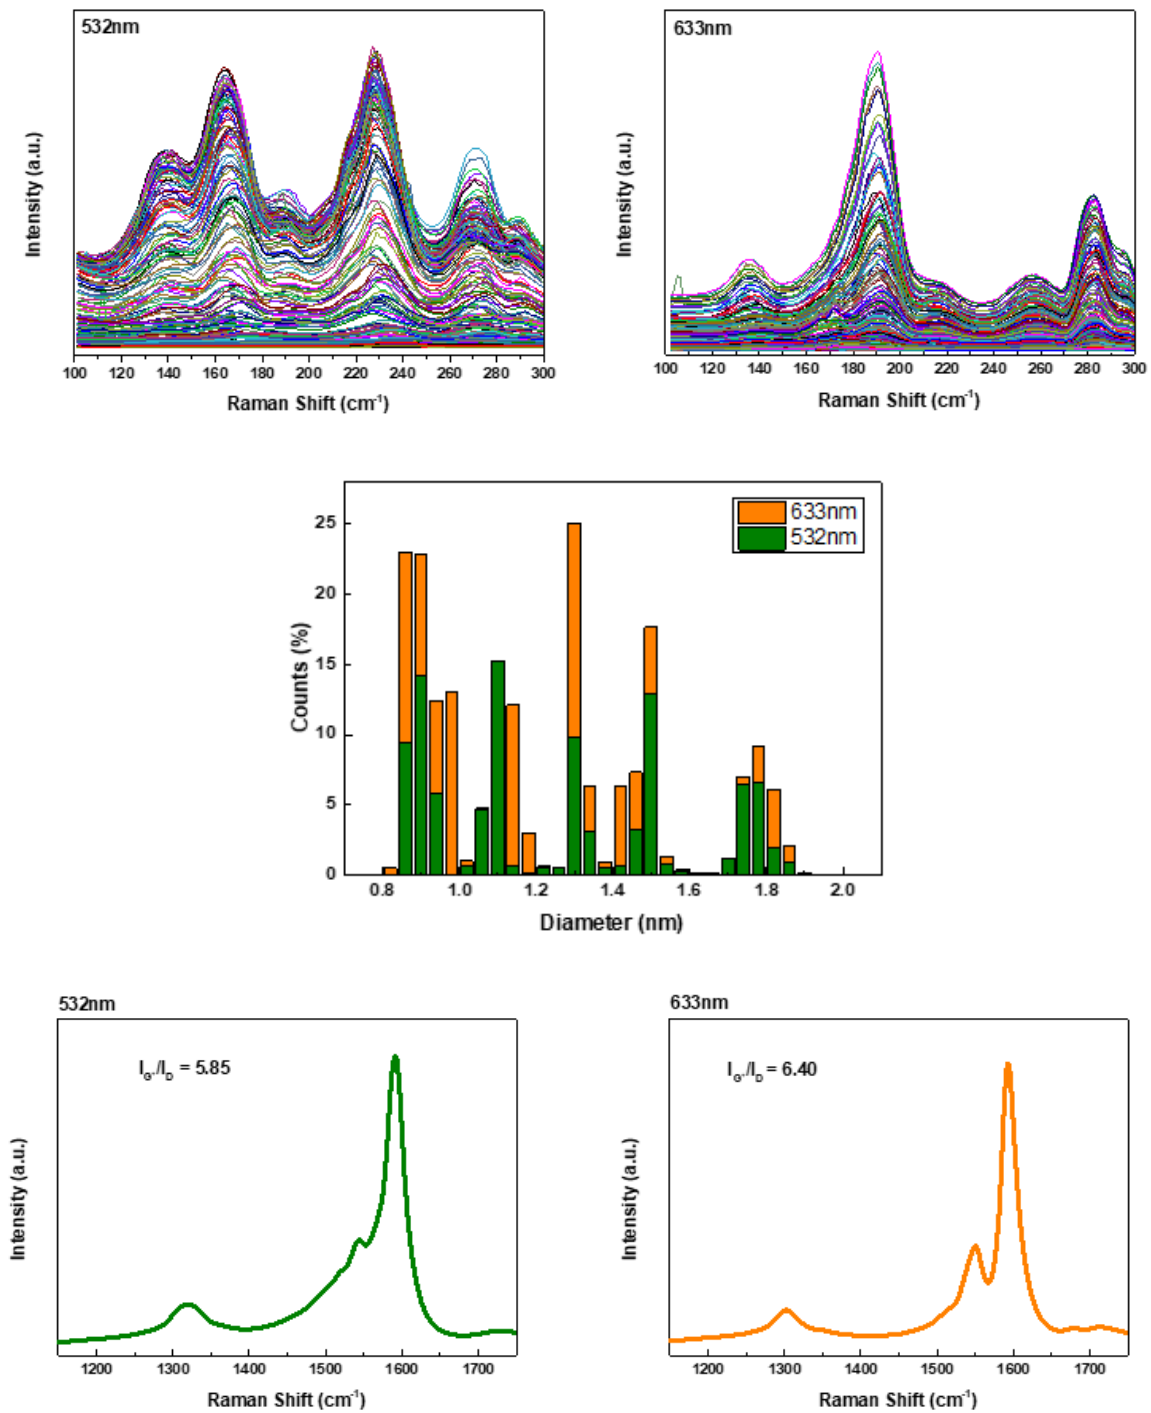 532nm
633nm
Intensity (a.u.)
Intensity (a.u.)
100 120 140 160 180 200 220 240 260 280 300
100 120 140 160 180 200 220 240 260 280 300
Raman Shift (cm⁻¹)
Raman Shift (cm⁻¹)
633nm
532nm
25
20
15
10
5
0
Counts (%)
0.8 1.0 1.2 1.4 1.6 1.8 2.0
Diameter (nm)
532nm
633nm
I_G'/I_D = 5.85
I_G'/I_D = 6.40
Intensity (a.u.)
Intensity (a.u.)
1200 1300 1400 1500 1600 1700
1200 1300 1400 1500 1600 1700
Raman Shift (cm⁻¹)
Raman Shift (cm⁻¹)